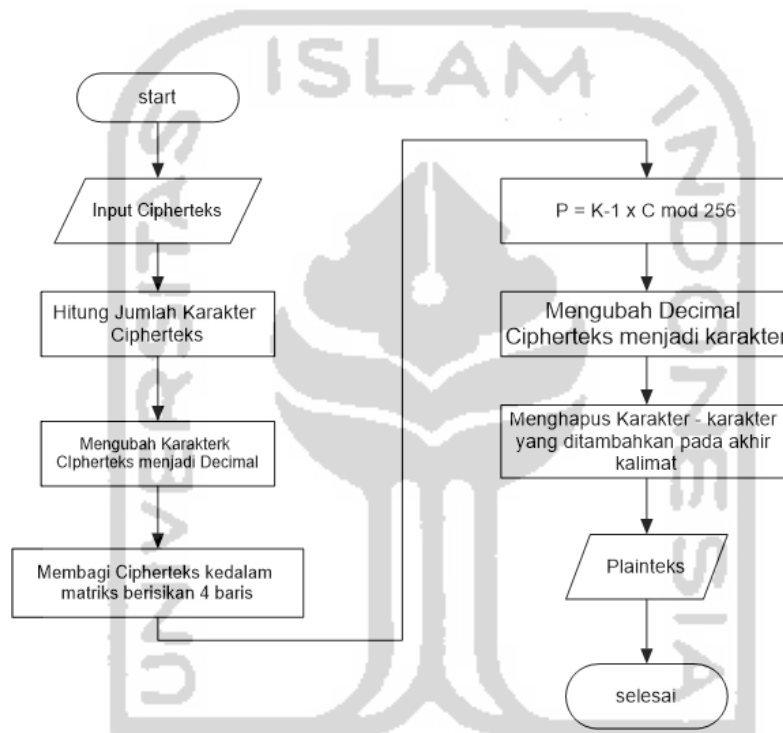 ISLAM
UNIVERSITAS
INDONESIA
start
Input Cipherteks
Hitung Jumlah Karakter
Cipherteks
Mengubah Karakterk
CIpherteks menjadi Decimal
Membagi Cipherteks kedalam
matriks berisikan 4 baris
P = K-1 x C mod 256
Mengubah Decimal
Cipherteks menjadi karakter
Menghapus Karakter - karakter
yang ditambahkan pada akhir
kalimat
Plainteks
selesai